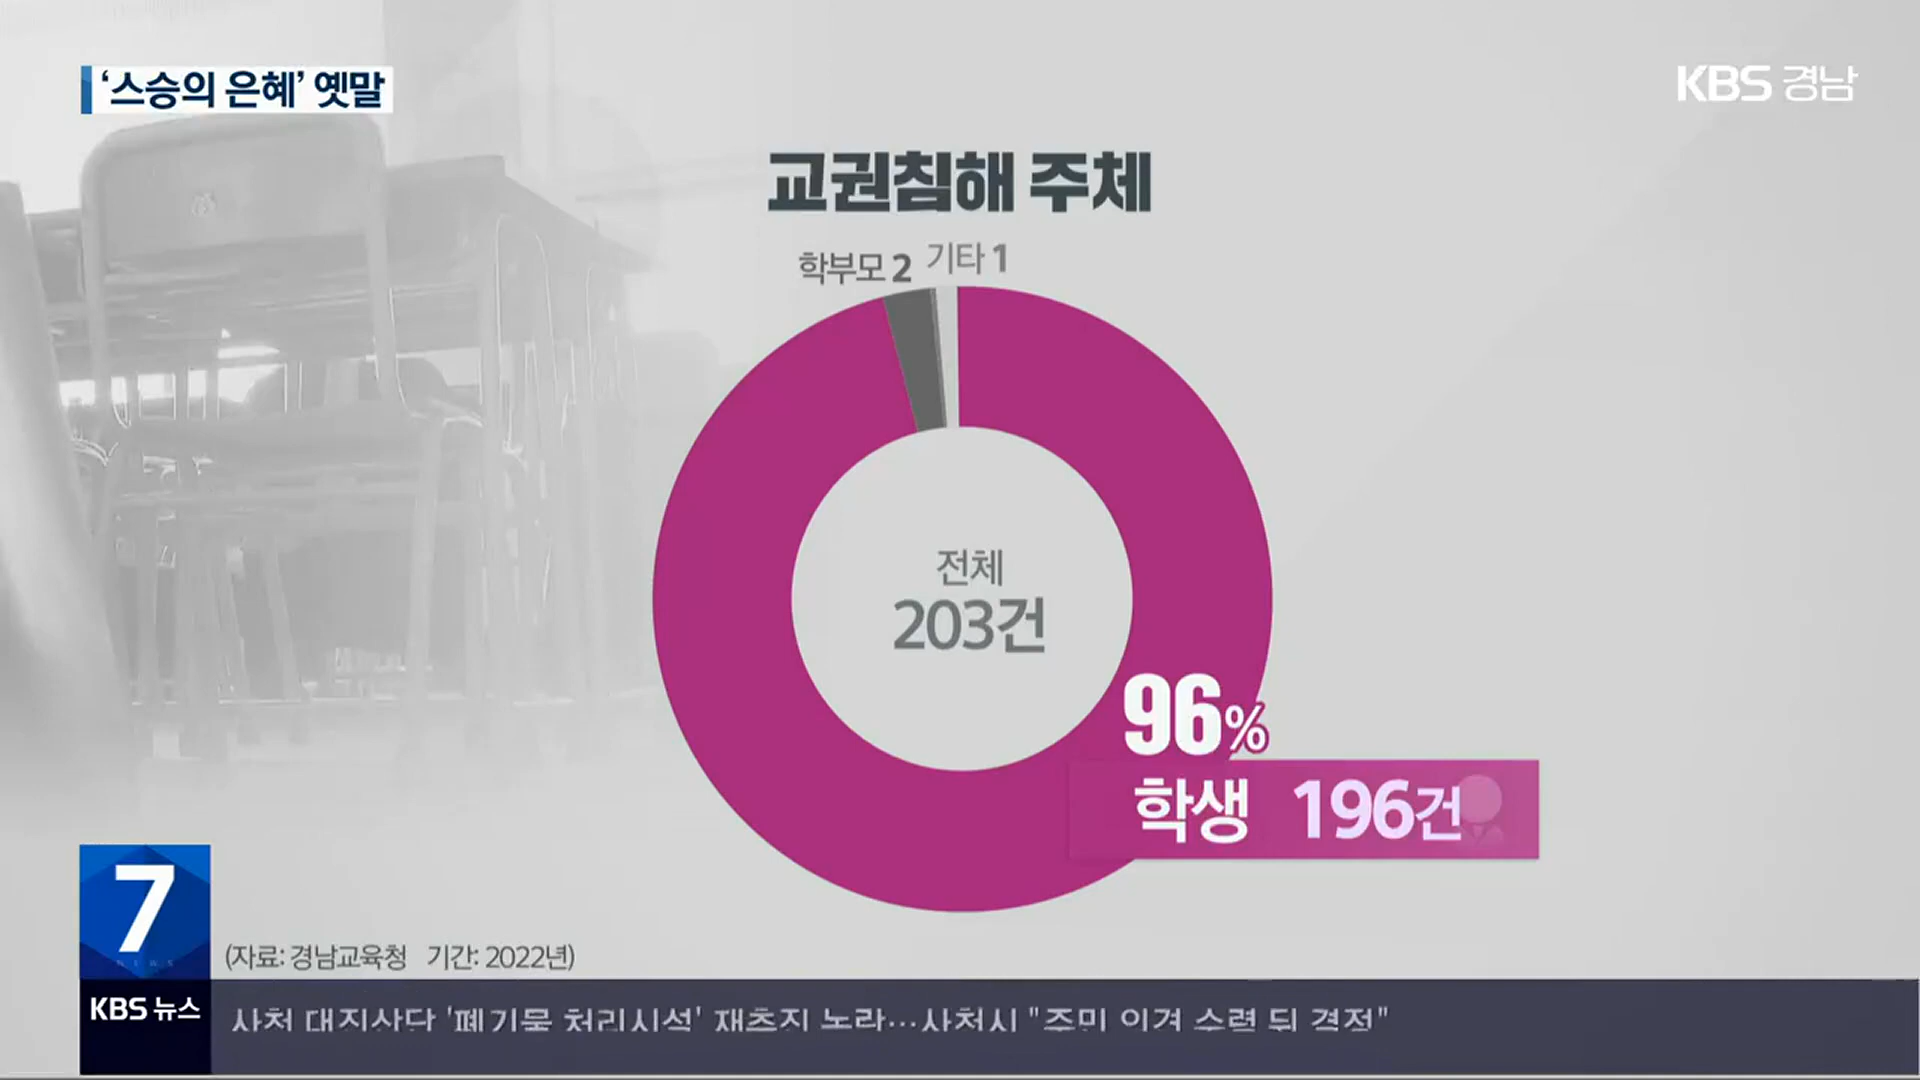 ‘스승의 은혜’ 옛말
KBS 경남
교권침해 주체
학부모 2 기타 1
전체
203건
96%
학생 196건
7
NEWS
(자료: 경남교육청 기간: 2022년)
KBS 뉴스
사천 대진산단 '폐기물 처리시설' 재추진 논란…사천시 "주민 의견 수렴 뒤 결정"